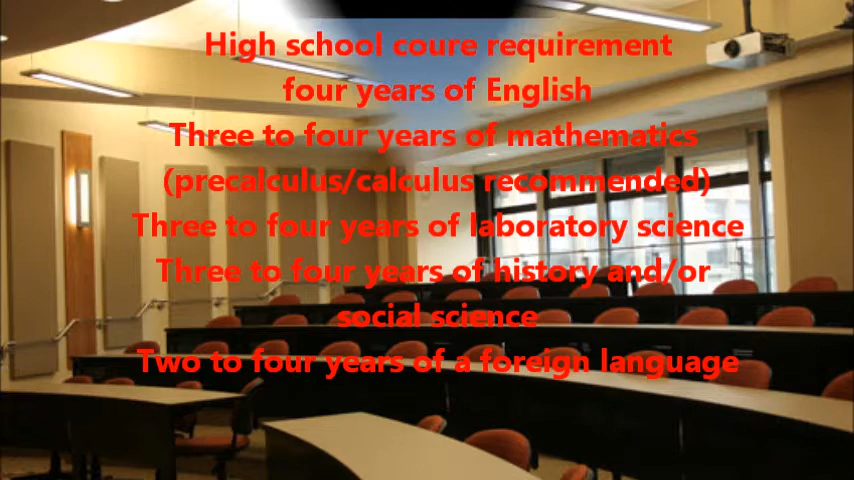 High school coure requirement
four years of English
Three to four years of mathematics
(precalculus/calculus recommended)
Three to four years of laboratory science
Three to four years of history and/or
social science
Two to four years of a foreign language